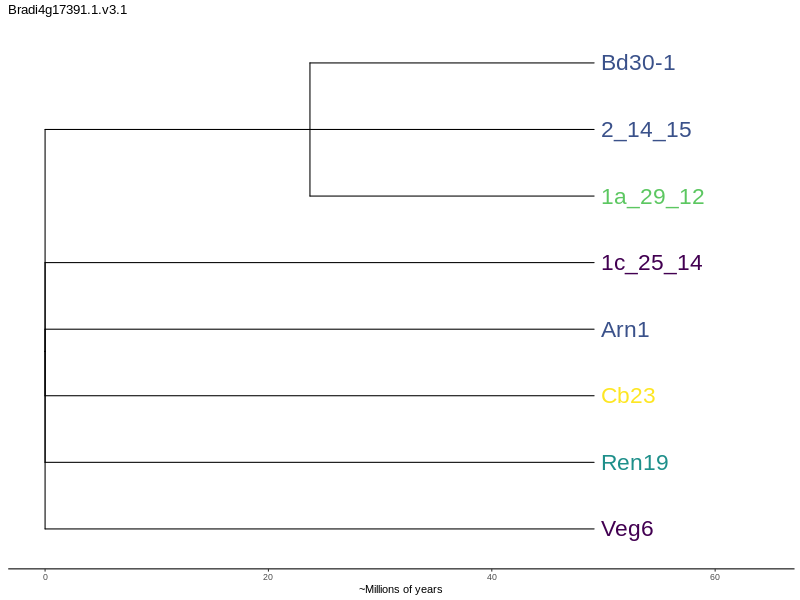 Bradi4g17391.1.v3.1
Bd30-1
2_14_15
1a_29_12
1c_25_14
Arn1
Cb23
Ren19
Veg6
0 20 40 60
~Millions of years